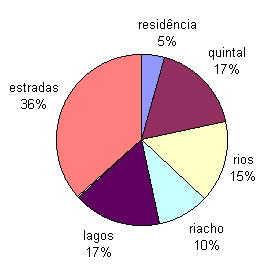 residência
5%
quintal
17%
rios
15%
riacho
10%
lagos
17%
estradas
36%